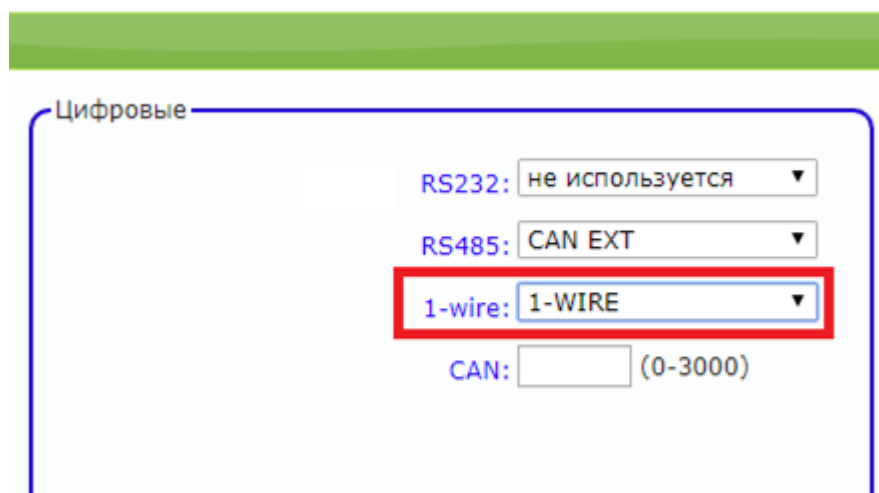 Цифровые
RS232: не используется
RS485: CAN EXT
1-wire: 1-WIRE
CAN: (0-3000)